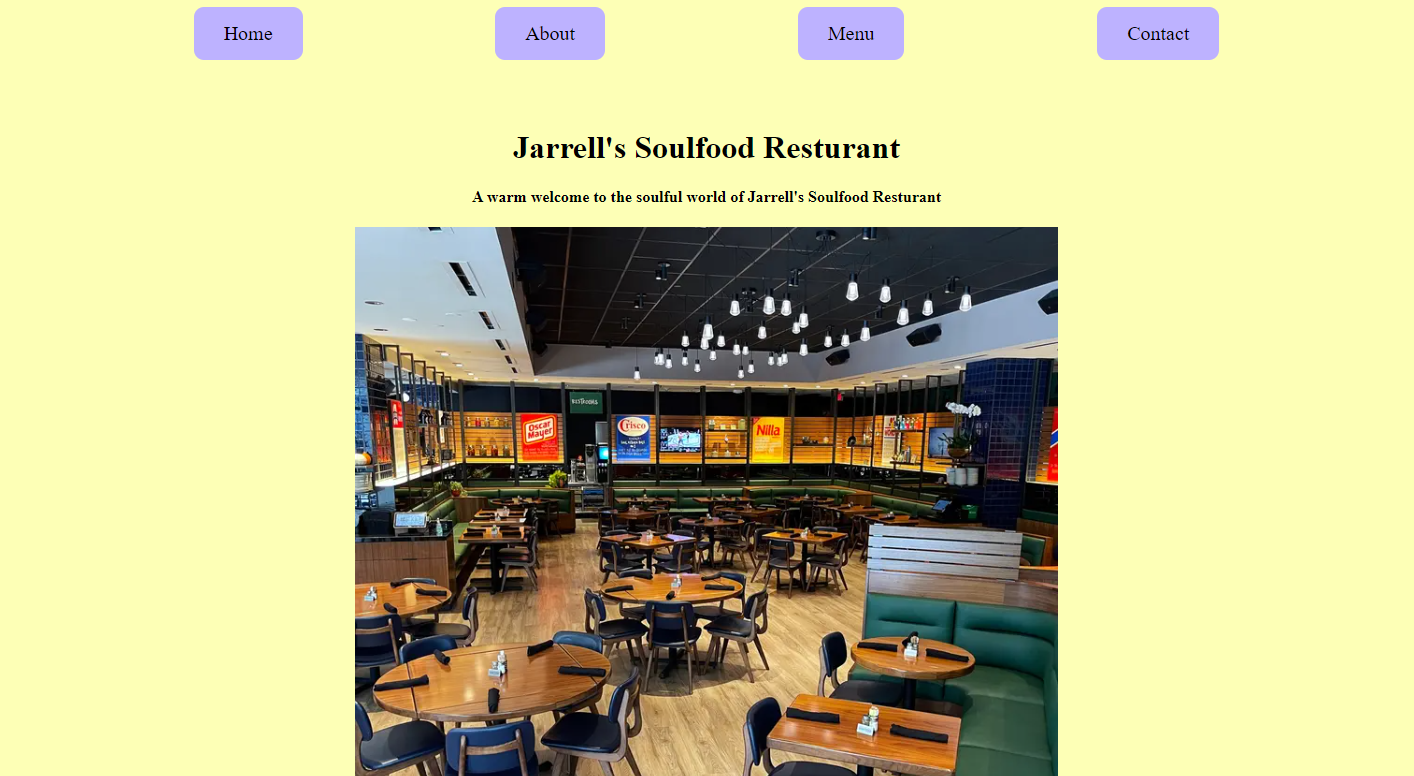 Home About Menu Contact
Jarrell's Soulfood Resturant
A warm welcome to the soulful world of Jarrell's Soulfood Resturant
RESTROOMS
Oscar
Mayer
Crisco
Nilla